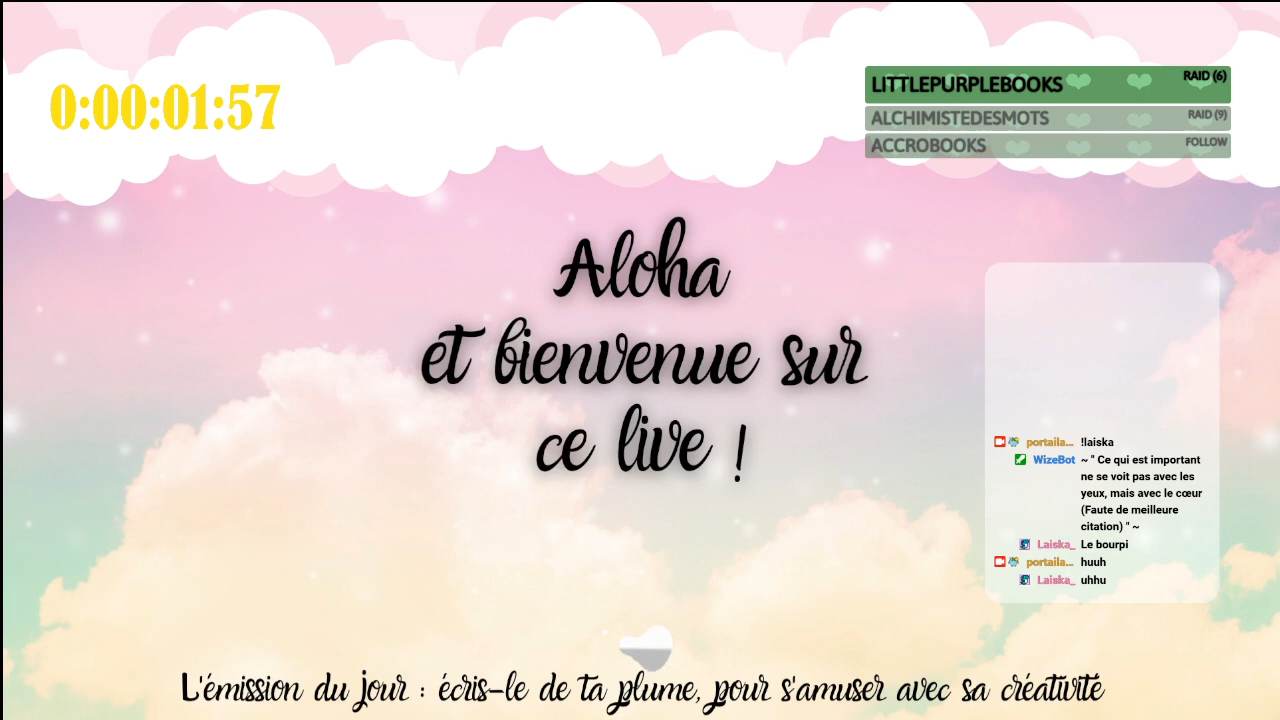 0:00:01:57
LITTLEPURPLEBOOKS RAID (6)
ALCHIMISTEDESMOTS RAID (9)
ACCROBOOKS FOLLOW
Aloha
et bienvenue sur
ce live !
portaila... !laiska
WizeBot ~ " Ce qui est important
ne se voit pas avec les
yeux, mais avec le cœur
(Faute de meilleure
citation) " ~
Laiska_ Le bourpi
portaila... huuh
Laiska_ uhhu
L'émission du jour : écris-le de ta plume, pour s'amuser avec sa créativité